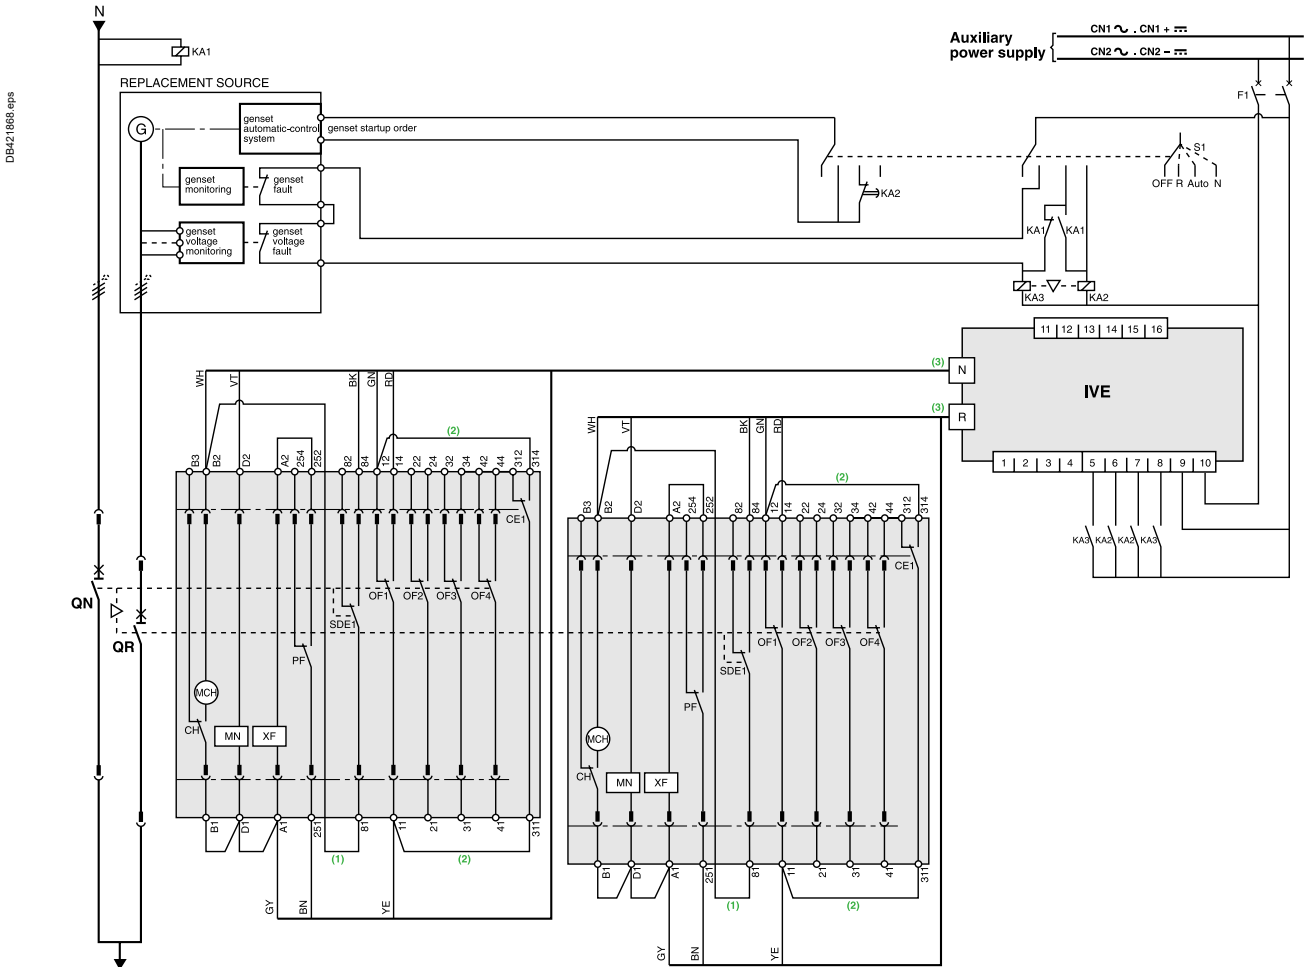 N
CN1 ∿ . CN1 + ⎓
Auxiliary
power supply
CN2 ∿ . CN2 − ⎓
KA1
DB421868.eps
REPLACEMENT SOURCE
F1
G
genset
automatic-control
system
genset startup order
S1
OFF R Auto N
genset
monitoring
genset
fault
KA2
genset
voltage
monitoring
genset
voltage
fault
KA1 KA1
KA3 KA2
11 12 13 14 15 16
(3) N
IVE
(3) R
1 2 3 4 5 6 7 8 9 10
KA3 KA2 KA2 KA3
WH VT BK GN RD
(2)
B3 B2 D2 A2 254 252 82 84 12 14 22 24 32 34 42 44 312 314
CE1
OF1 OF2 OF3 OF4
SDE1
PF
MCH
CH
MN XF
B1 D1 A1 251 81 11 21 31 41 311
(1) (2)
GY BN YE
QN
QR
WH VT BK GN RD
(2)
B3 B2 D2 A2 254 252 82 84 12 14 22 24 32 34 42 44 312 314
CE1
OF1 OF2 OF3 OF4
SDE1
PF
MCH
CH
MN XF
B1 D1 A1 251 81 11 21 31 41 311
(1) (2)
GY BN YE